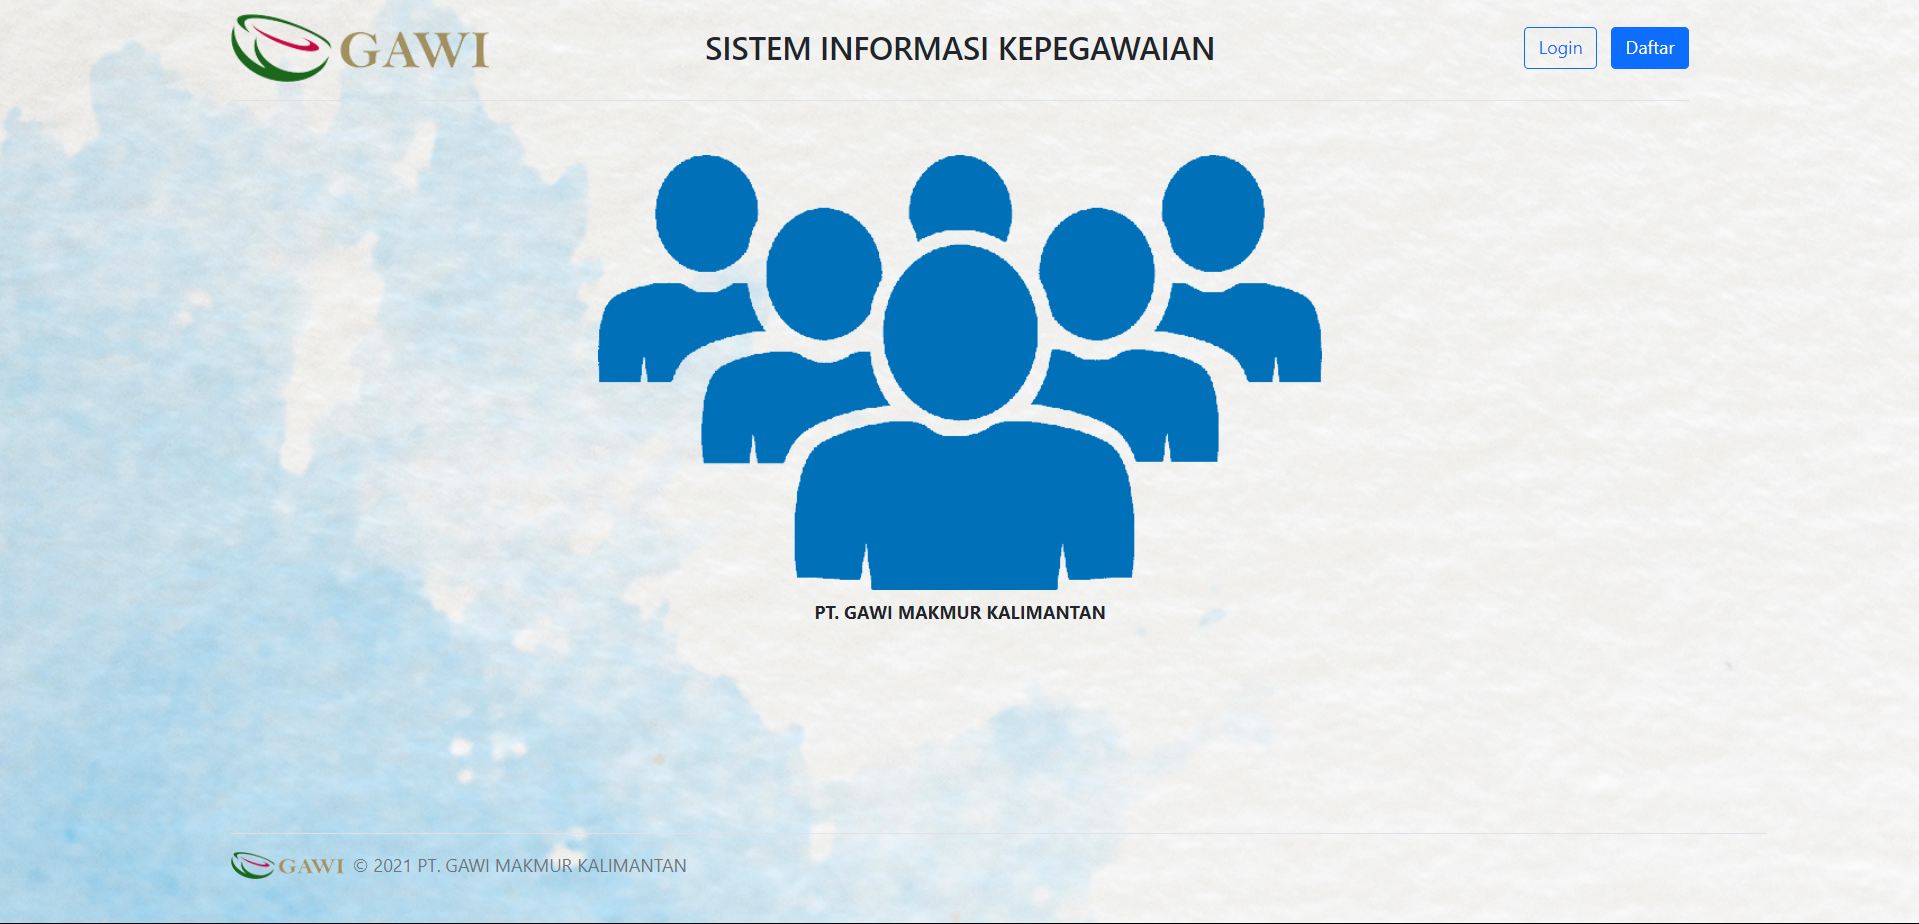 GAWI
SISTEM INFORMASI KEPEGAWAIAN
Login
Daftar
PT. GAWI MAKMUR KALIMANTAN
GAWI © 2021 PT. GAWI MAKMUR KALIMANTAN